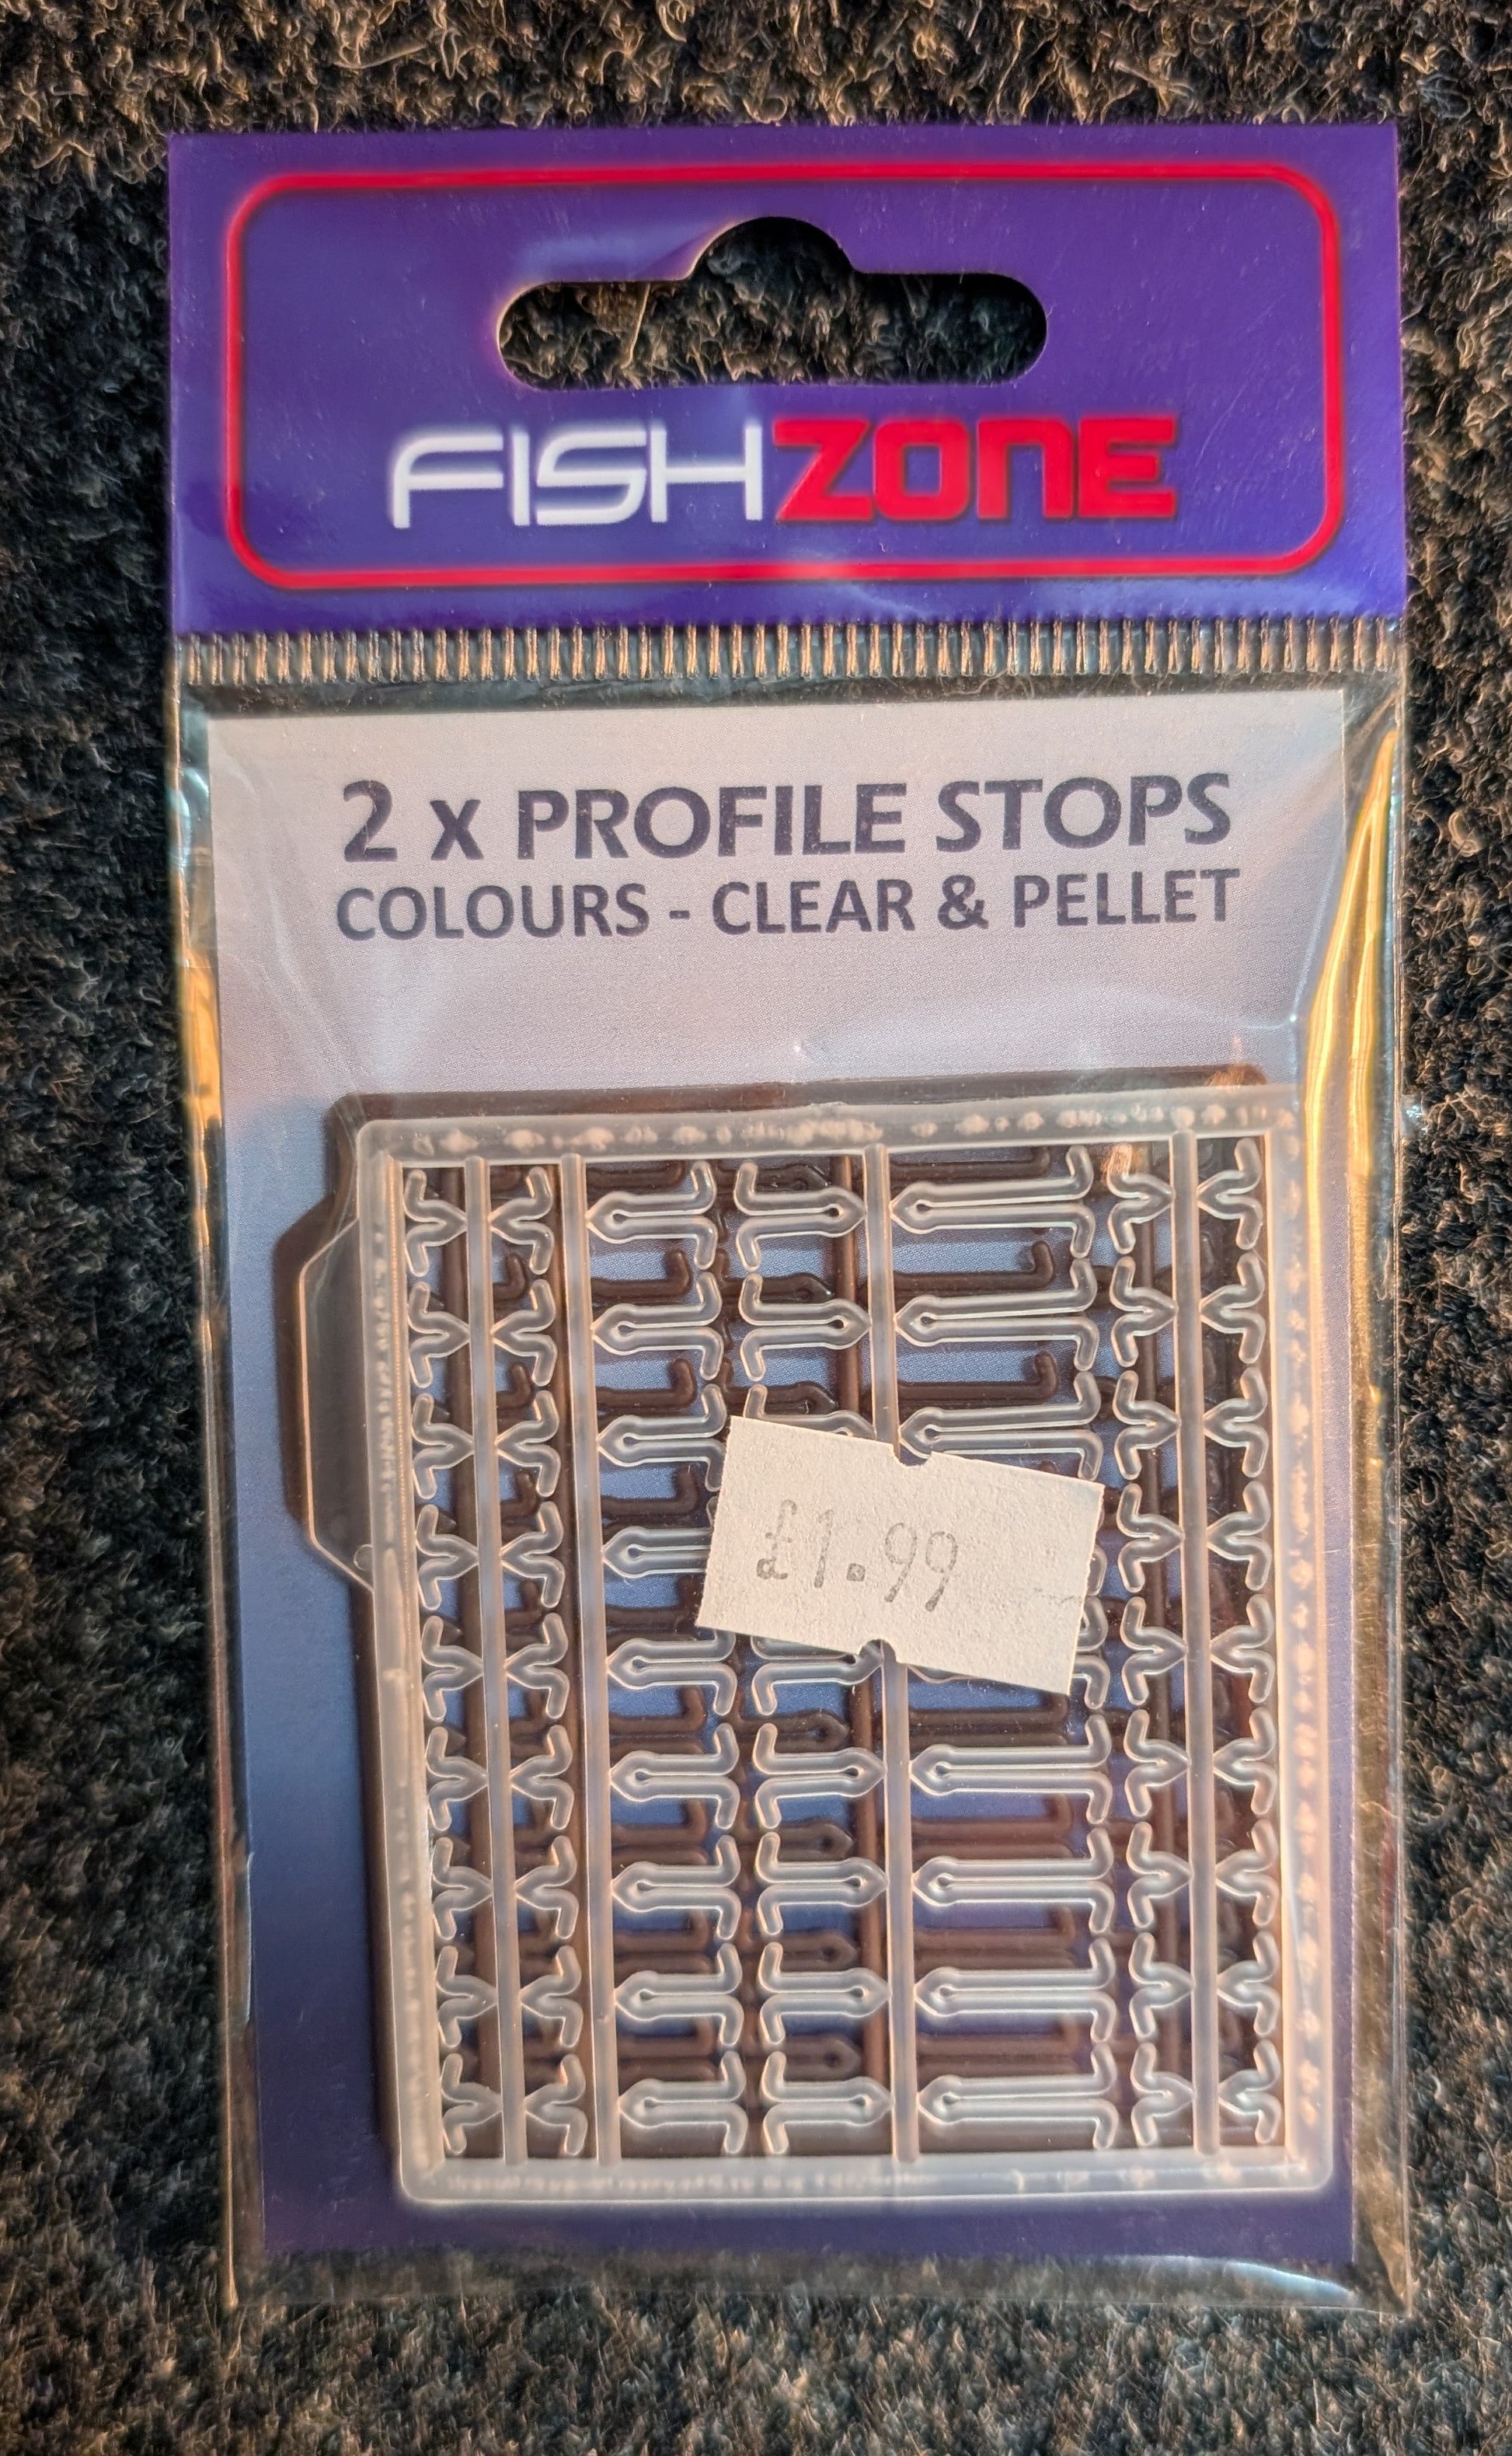 FISHZONE
2 x PROFILE STOPS
COLOURS - CLEAR & PELLET
£1.99